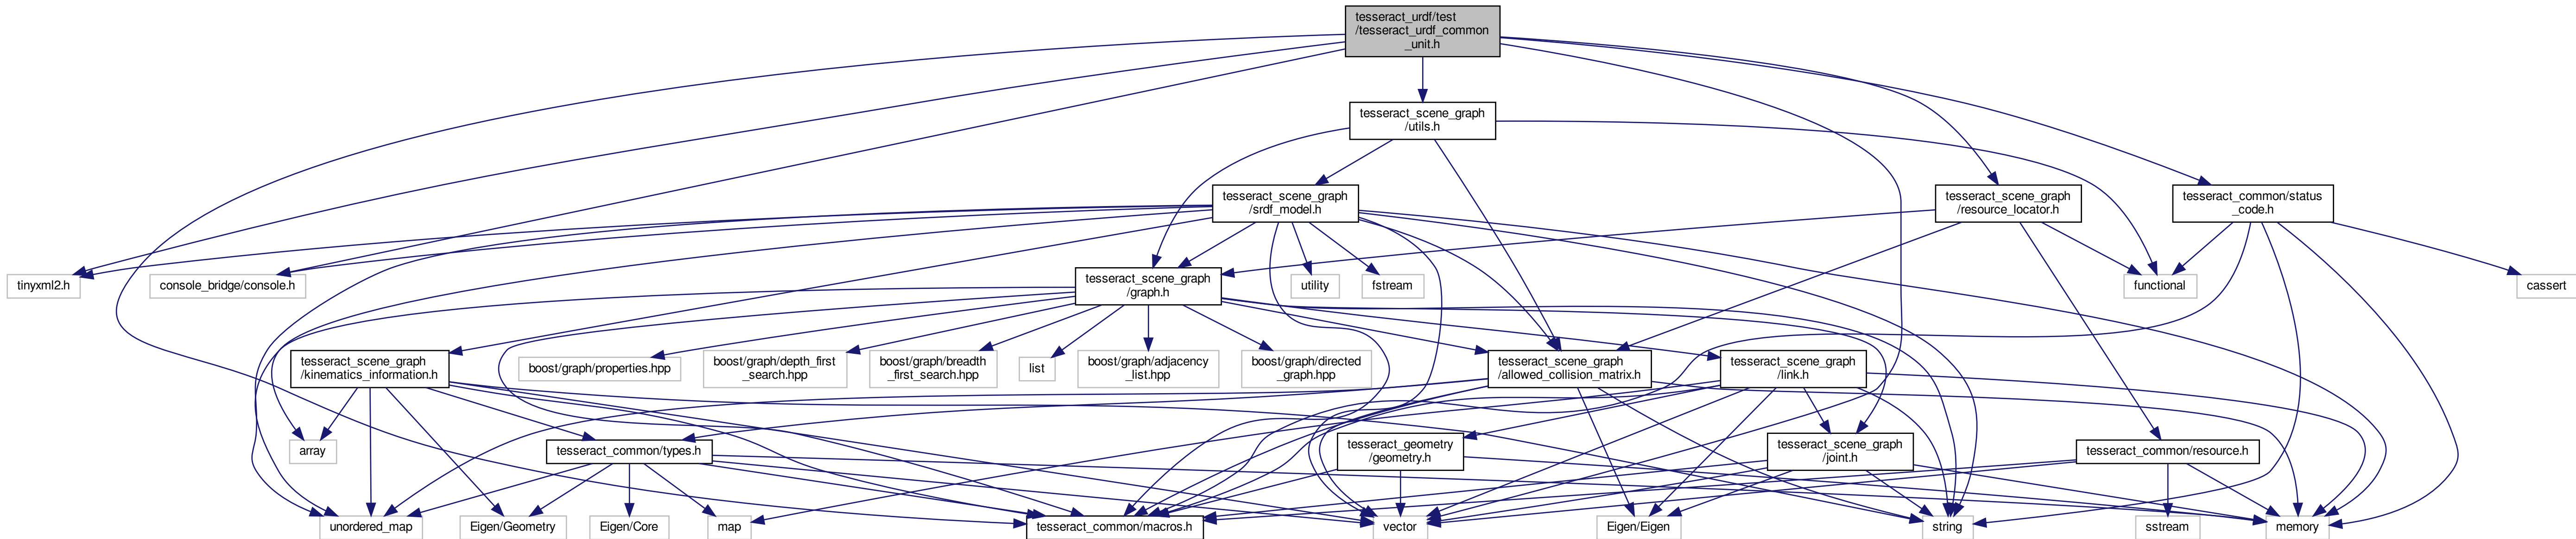 tesseract_urdf/test
/tesseract_urdf_common
_unit.h
tesseract_scene_graph
/utils.h
tesseract_scene_graph
/srdf_model.h
tesseract_scene_graph
/resource_locator.h
tesseract_common/status
_code.h
tinyxml2.h
console_bridge/console.h
tesseract_scene_graph
/graph.h
utility
fstream
functional
cassert
tesseract_scene_graph
/kinematics_information.h
boost/graph/properties.hpp
boost/graph/depth_first
_search.hpp
boost/graph/breadth
_first_search.hpp
list
boost/graph/adjacency
_list.hpp
boost/graph/directed
_graph.hpp
tesseract_scene_graph
/allowed_collision_matrix.h
tesseract_scene_graph
/link.h
array
tesseract_common/types.h
tesseract_geometry
/geometry.h
tesseract_scene_graph
/joint.h
tesseract_common/resource.h
unordered_map
Eigen/Geometry
Eigen/Core
map
tesseract_common/macros.h
vector
Eigen/Eigen
string
sstream
memory